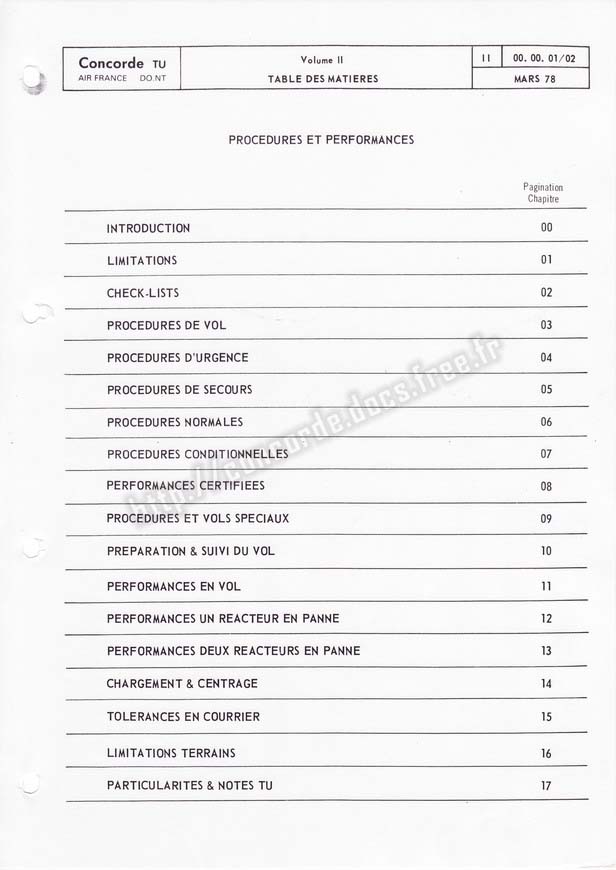 Concorde TU
AIR FRANCE DO.NT
Volume II
TABLE DES MATIERES
II
00. 00. 01/02
MARS 78
PROCEDURES ET PERFORMANCES
Pagination
Chapitre
INTRODUCTION 00
LIMITATIONS 01
CHECK-LISTS 02
PROCEDURES DE VOL 03
PROCEDURES D'URGENCE 04
PROCEDURES DE SECOURS 05
PROCEDURES NORMALES 06
PROCEDURES CONDITIONNELLES 07
PERFORMANCES CERTIFIEES 08
PROCEDURES ET VOLS SPECIAUX 09
PREPARATION & SUIVI DU VOL 10
PERFORMANCES EN VOL 11
PERFORMANCES UN REACTEUR EN PANNE 12
PERFORMANCES DEUX REACTEURS EN PANNE 13
CHARGEMENT & CENTRAGE 14
TOLERANCES EN COURRIER 15
LIMITATIONS TERRAINS 16
PARTICULARITES & NOTES TU 17
http://concorde.docs.free.fr